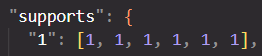 "supports": {
"1": [1, 1, 1, 1, 1, 1],